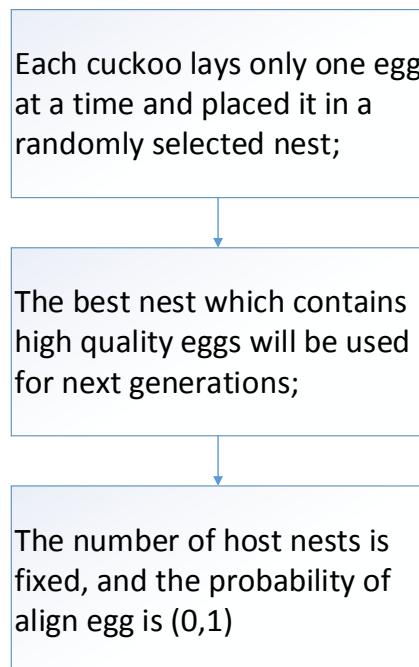 Each cuckoo lays only one egg
at a time and placed it in a
randomly selected nest;
The best nest which contains
high quality eggs will be used
for next generations;
The number of host nests is
fixed, and the probability of
align egg is (0,1)